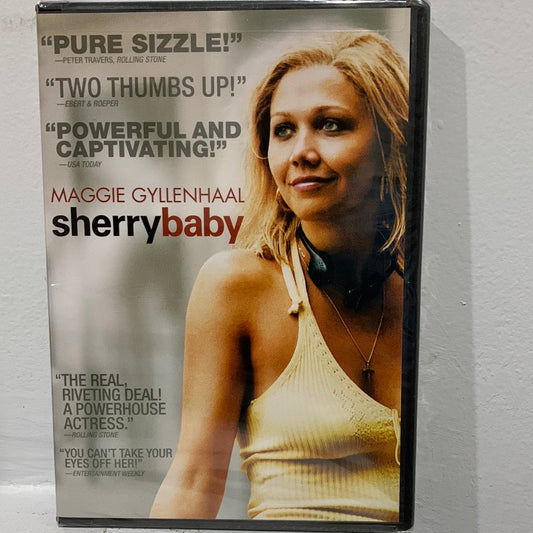 “PURE SIZZLE!”
—PETER TRAVERS, ROLLING STONE
“TWO THUMBS UP!”
—EBERT & ROEPER
“POWERFUL AND
CAPTIVATING!”
—USA TODAY
MAGGIE GYLLENHAAL
sherrybaby
“THE REAL,
RIVETING DEAL!
A POWERHOUSE
ACTRESS.”
—ROLLING STONE
“YOU CAN'T TAKE YOUR
EYES OFF HER!”
—ENTERTAINMENT WEEKLY